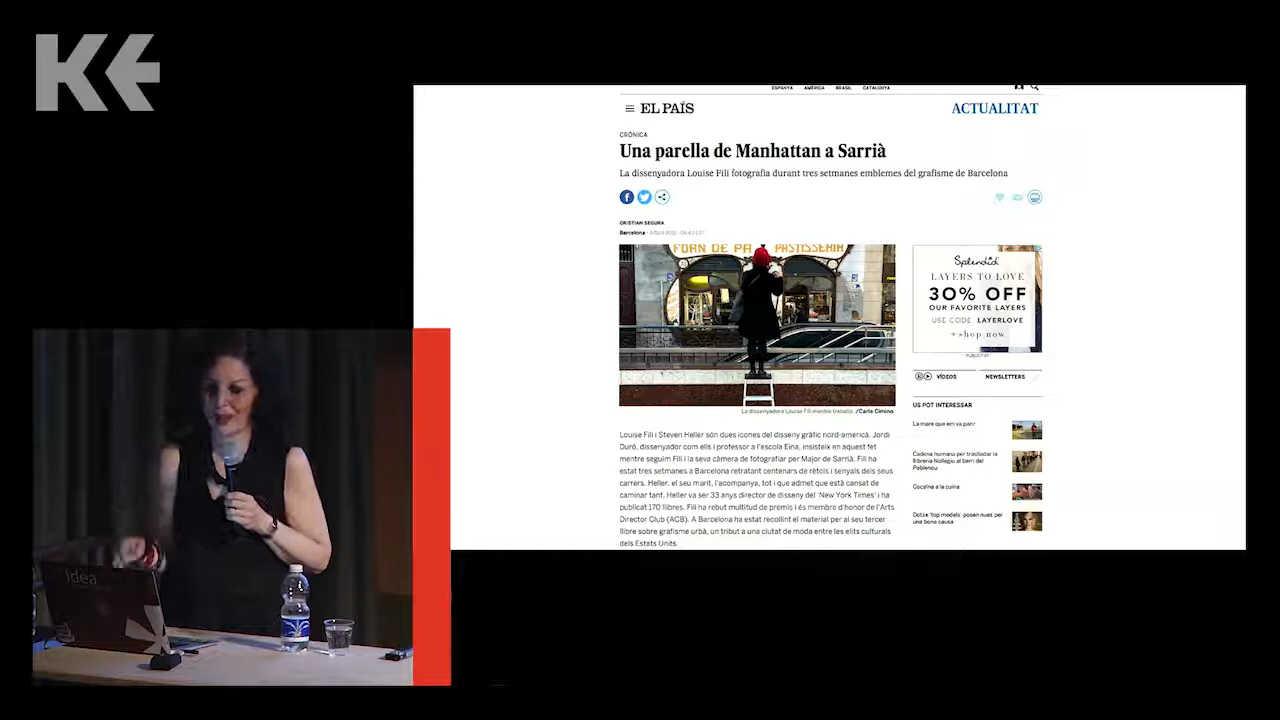 KE
ESPANYA AMÈRICA BRASIL CATALUNYA
EL PAÍS
ACTUALITAT
CRÒNICA
Una parella de Manhattan a Sarrià
La dissenyadora Louise Fili fotografia durant tres setmanes emblemes del grafisme de Barcelona
CRISTIAN SEGURA
Barcelona
FORN DE PA PASTISSERIA
La dissenyadora Louise Fili mentre treballa. /Carla Cimino
Louise Fili i Steven Heller són dues icones del disseny gràfic nord-americà. Jordi
Duró, dissenyador com ells i professor a l'escola Eina, insisteix en aquest fet
mentre seguim Fili i la seva càmera de fotografiar per Major de Sarrià. Fili ha
estat tres setmanes a Barcelona retratant centenars de rètols i senyals dels seus
carrers. Heller, el seu marit, l'acompanya, tot i que admet que està cansat de
caminar tant. Heller va ser 33 anys director de disseny del 'New York Times' i ha
publicat 170 llibres. Fili ha rebut multitud de premis i és membre d'honor de l'Arts
Director Club (ACB). A Barcelona ha estat recollint el material per al seu tercer
llibre sobre grafisme urbà, un tribut a una ciutat de moda entre les elits culturals
dels Estats Units.
Splendid
LAYERS TO LOVE
30% OFF
OUR FAVORITE LAYERS
USE CODE: LAYERLOVE
+ shop now
PUBLICITAT
VÍDEOS
NEWSLETTERS
US POT INTERESSAR
La mare que em va parir
Cadena humana per traslladar la
llibreria Nollegiu al barri del
Poblenou
Cocaïna a la cuina
Dotze 'top models' posen nues per
una bona causa
idea